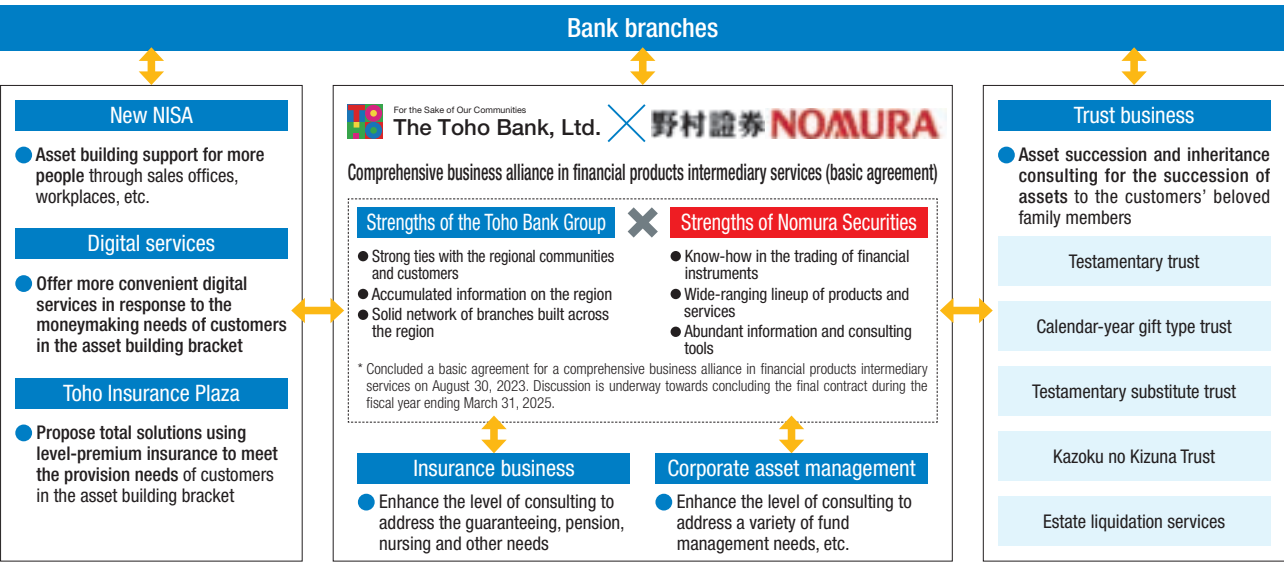 Bank branches
New NISA
Asset building support for more
people through sales offices,
workplaces, etc.
Digital services
Offer more convenient digital
services in response to the
moneymaking needs of customers
in the asset building bracket
Toho Insurance Plaza
Propose total solutions using
level-premium insurance to meet
the provision needs of customers
in the asset building bracket
TOHO
For the Sake of Our Communities
The Toho Bank, Ltd.
野村證券 NOMURA
Comprehensive business alliance in financial products intermediary services (basic agreement)
Strengths of the Toho Bank Group
Strong ties with the regional communities
and customers
Accumulated information on the region
Solid network of branches built across
the region
Strengths of Nomura Securities
Know-how in the trading of financial
instruments
Wide-ranging lineup of products and
services
Abundant information and consulting
tools
* Concluded a basic agreement for a comprehensive business alliance in financial products intermediary
services on August 30, 2023. Discussion is underway towards concluding the final contract during the
fiscal year ending March 31, 2025.
Insurance business
Enhance the level of consulting to
address the guaranteeing, pension,
nursing and other needs
Corporate asset management
Enhance the level of consulting to
address a variety of fund
management needs, etc.
Trust business
Asset succession and inheritance
consulting for the succession of
assets to the customers' beloved
family members
Testamentary trust
Calendar-year gift type trust
Testamentary substitute trust
Kazoku no Kizuna Trust
Estate liquidation services